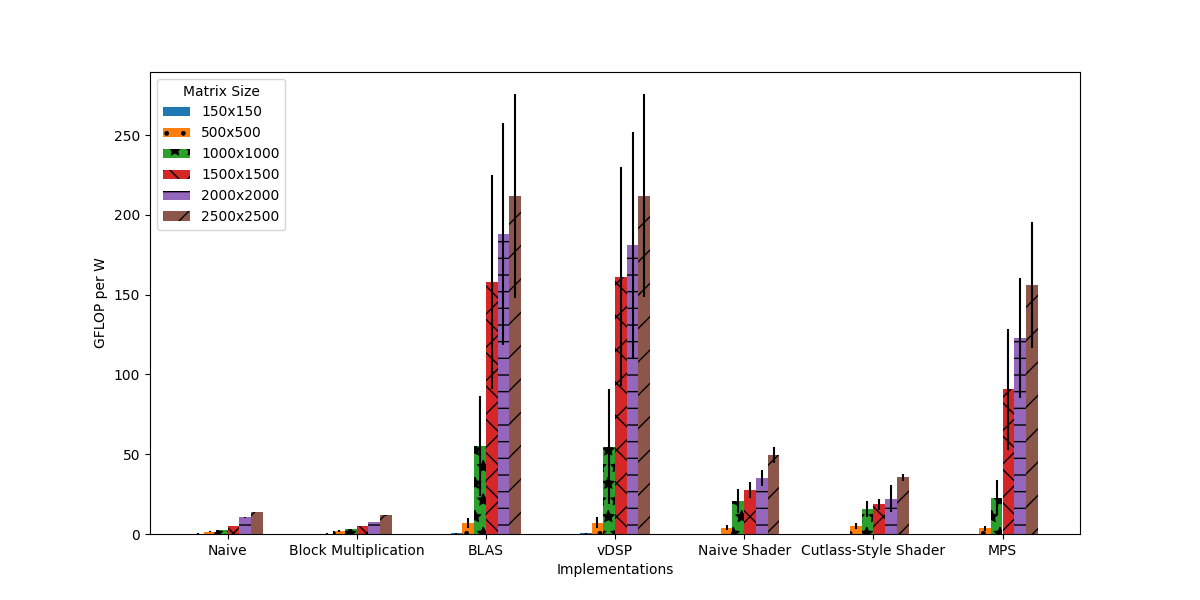 Matrix Size
150x150
500x500
1000x1000
1500x1500
2000x2000
2500x2500
GFLOP per W
250
200
150
100
50
0
Naive Block Multiplication BLAS vDSP Naive Shader Cutlass-Style Shader MPS
Implementations